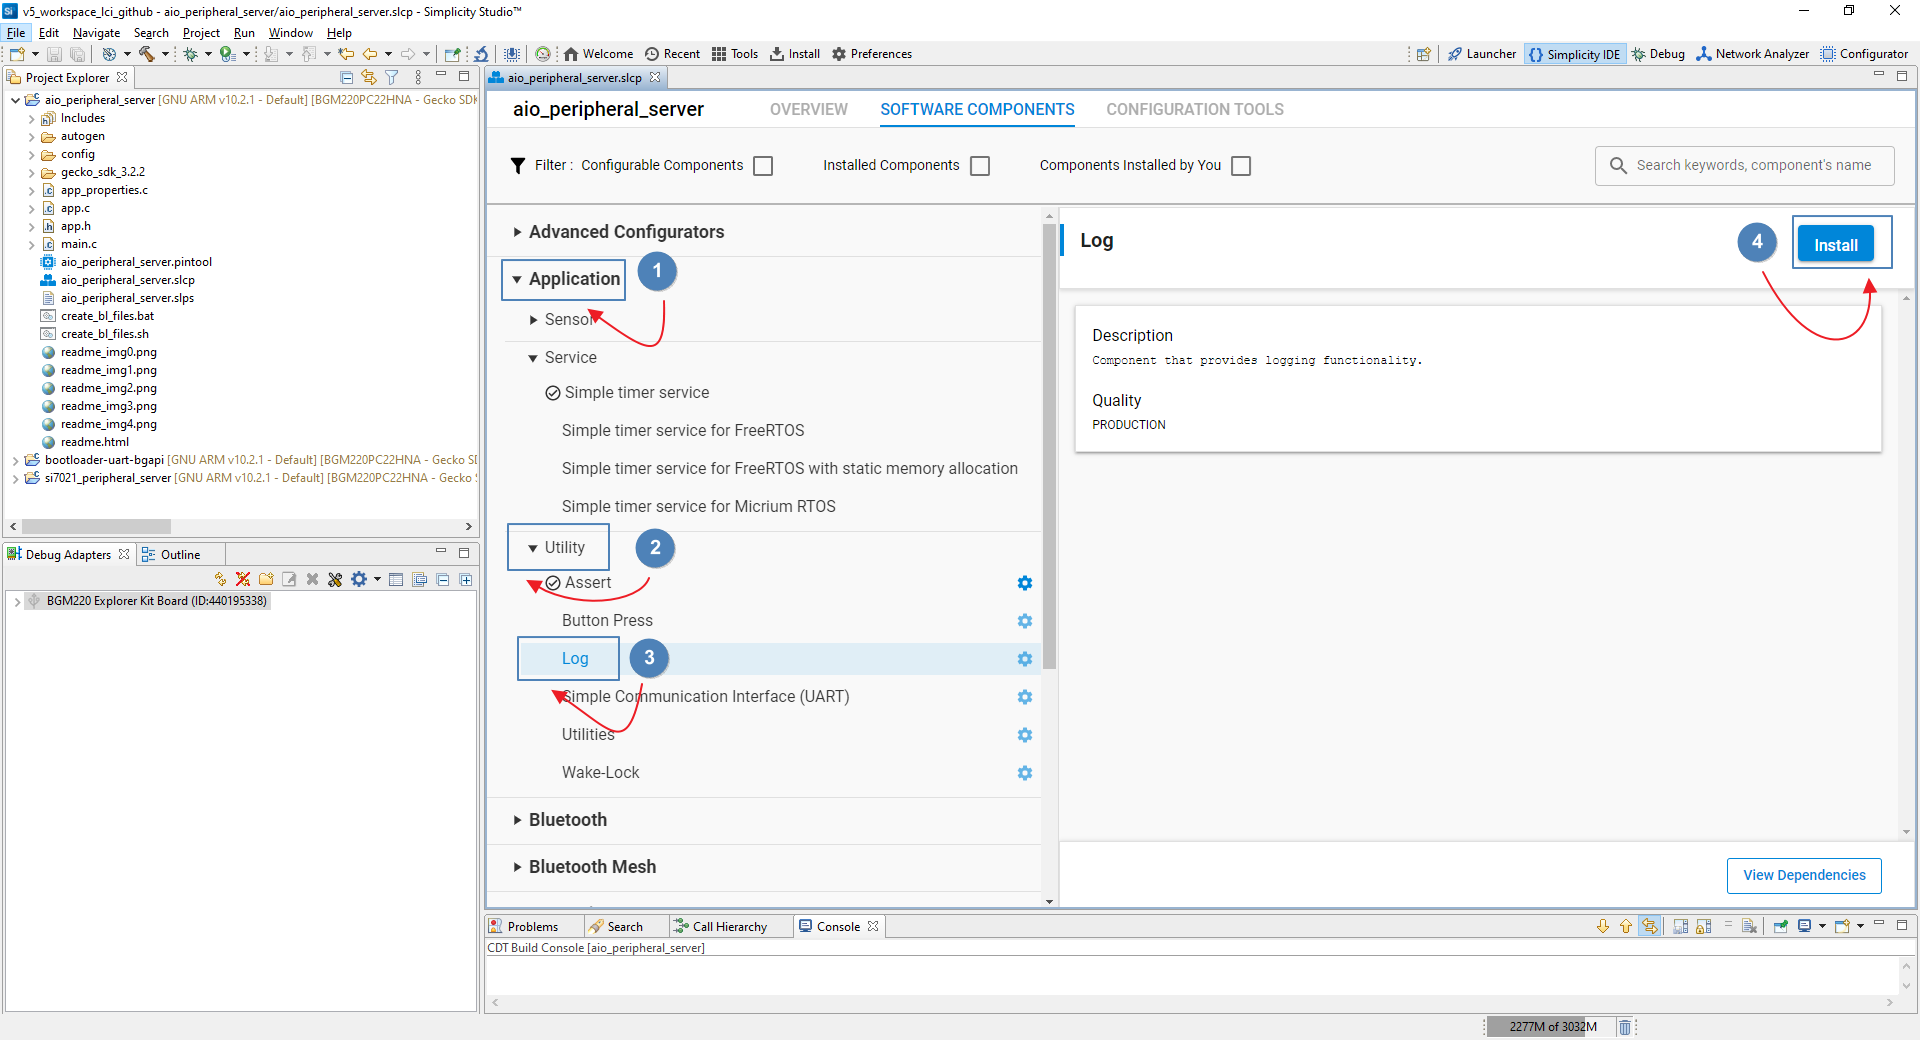 v5_workspace_lci_github - aio_peripheral_server/aio_peripheral_server.slcp - Simplicity Studio™
File Edit Navigate Search Project Run Window Help
Welcome Recent Tools Install Preferences
Launcher Simplicity IDE Debug Network Analyzer Configurator
Project Explorer
aio_peripheral_server [GNU ARM v10.2.1 - Default] [BGM220PC22HNA - Gecko SDK
Includes
autogen
config
gecko_sdk_3.2.2
app_properties.c
app.c
app.h
main.c
aio_peripheral_server.pintool
aio_peripheral_server.slcp
aio_peripheral_server.slps
create_bl_files.bat
create_bl_files.sh
readme_img0.png
readme_img1.png
readme_img2.png
readme_img3.png
readme_img4.png
readme.html
bootloader-uart-bgapi [GNU ARM v10.2.1 - Default] [BGM220PC22HNA - Gecko SD
si7021_peripheral_server [GNU ARM v10.2.1 - Default] [BGM220PC22HNA - Gecko
Debug Adapters
Outline
BGM220 Explorer Kit Board (ID:440195338)
aio_peripheral_server.slcp
aio_peripheral_server
OVERVIEW SOFTWARE COMPONENTS CONFIGURATION TOOLS
Filter : Configurable Components Installed Components Components Installed by You
Search keywords, component's name
Advanced Configurators
Application
1
Sensor
Service
Simple timer service
Simple timer service for FreeRTOS
Simple timer service for FreeRTOS with static memory allocation
Simple timer service for Micrium RTOS
Utility
2
Assert
Button Press
Log
3
Simple Communication Interface (UART)
Utilities
Wake-Lock
Bluetooth
Bluetooth Mesh
Log
4
Install
Description
Component that provides logging functionality.
Quality
PRODUCTION
View Dependencies
Problems Search Call Hierarchy Console
CDT Build Console [aio_peripheral_server]
2277M of 3032M